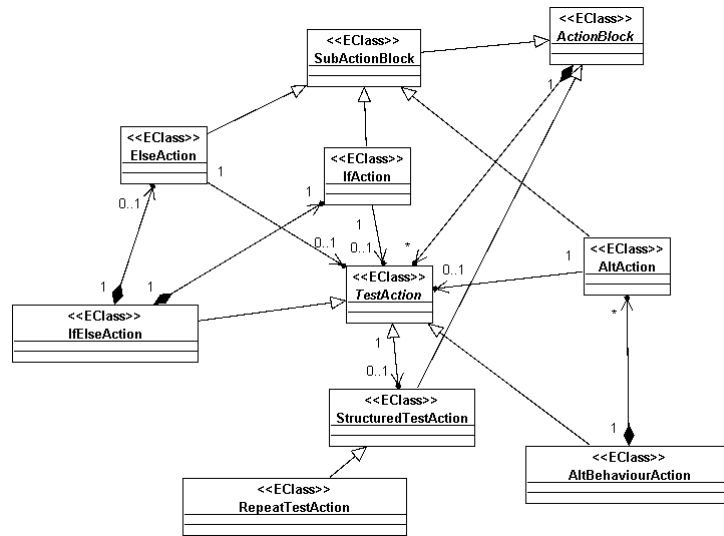 <<EClass>>
ActionBlock
<<EClass>>
SubActionBlock
1
<<EClass>>
ElseAction
1
<<EClass>>
IfAction
1
0..1
1
0..1
0..1
*
1
<<EClass>>
AltAction
0..1
<<EClass>>
TestAction
1
1
<<EClass>>
IfElseAction
*
1
0..1
<<EClass>>
StructuredTestAction
1
<<EClass>>
AltBehaviourAction
<<EClass>>
RepeatTestAction